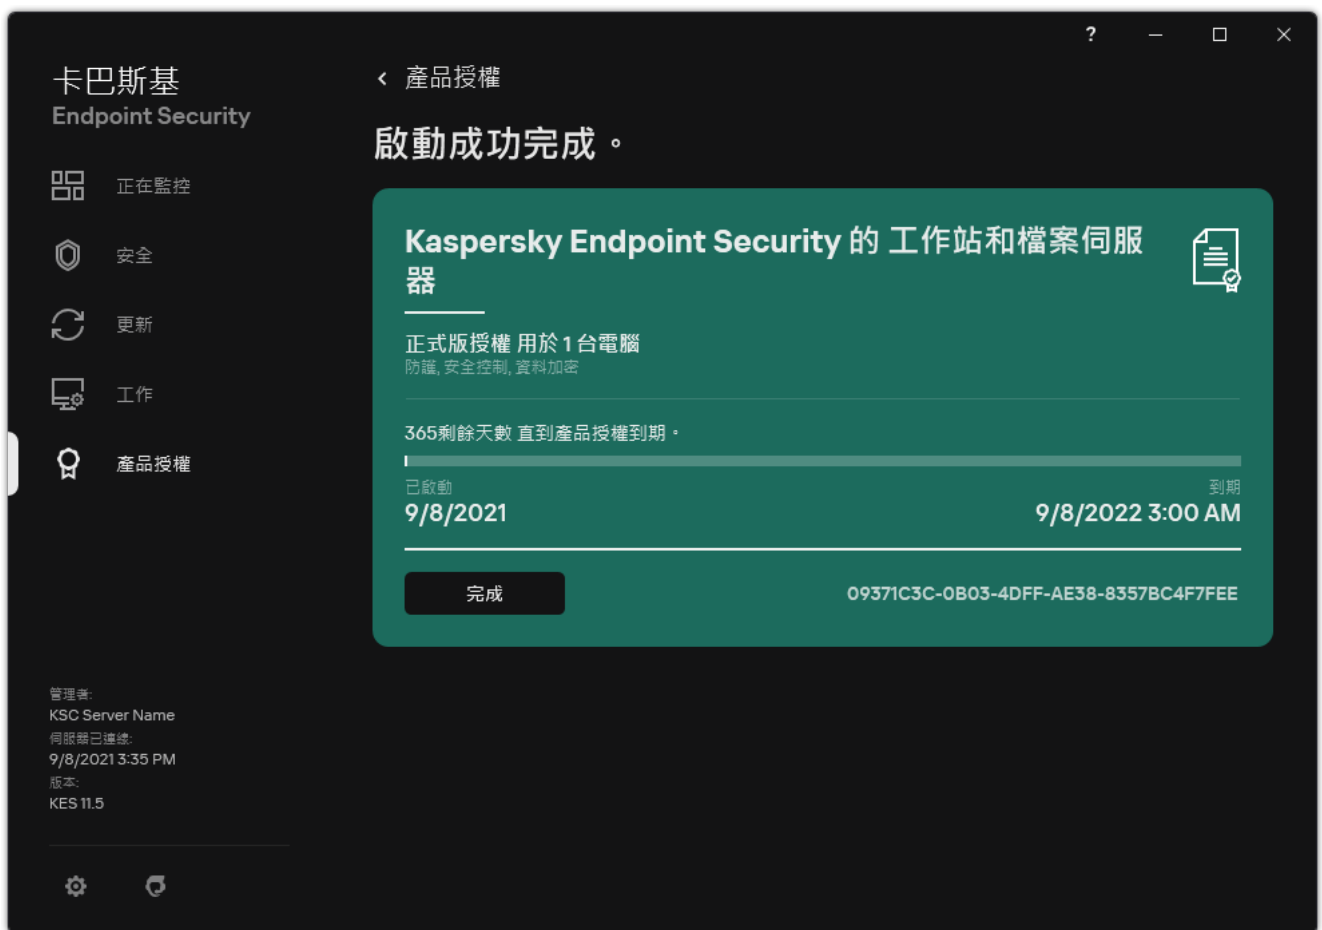 ?
卡巴斯基
Endpoint Security
正在監控
安全
更新
工作
產品授權
管理者:
KSC Server Name
伺服器已連線:
9/8/2021 3:35 PM
版本:
KES 11.5
產品授權
啟動成功完成。
Kaspersky Endpoint Security 的 工作站和檔案伺服
器
正式版授權 用於 1 台電腦
防護, 安全控制, 資料加密
365剩餘天數 直到產品授權到期。
已啟動
到期
9/8/2021
9/8/2022 3:00 AM
完成
09371C3C-0B03-4DFF-AE38-8357BC4F7FEE